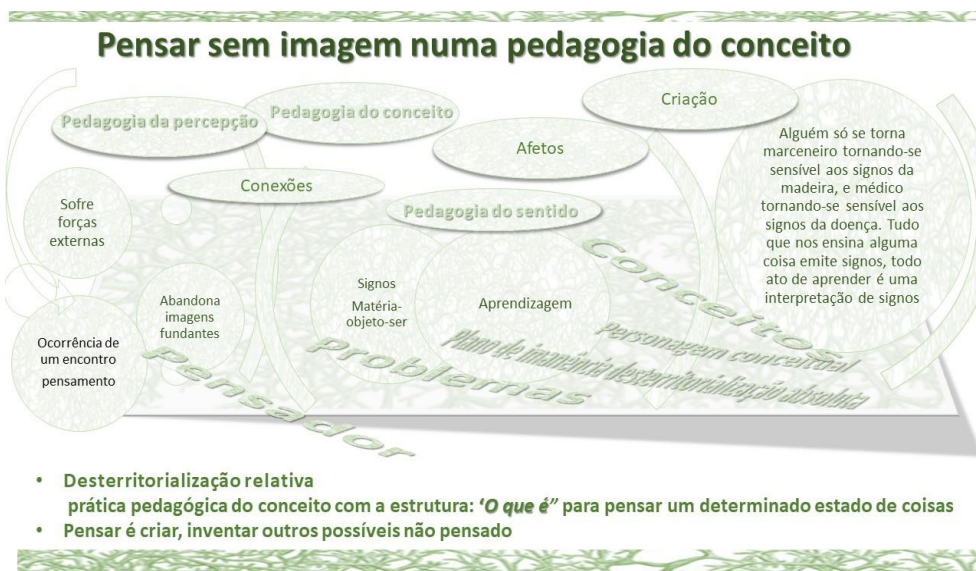 Pensar sem imagem numa pedagogia do conceito
Pedagogia da percepção
Pedagogia do conceito
Criação
Afetos
Conexões
Pedagogia do sentido
Sofre
forças
externas
Abandona
imagens
fundantes
Ocorrência de
um encontro
pensamento
Signos
Matéria-
objeto-ser
Aprendizagem
Alguém só se torna
marceneiro tornando-se
sensível aos signos da
madeira, e médico
tornando-se sensível aos
signos da doença. Tudo
que nos ensina alguma
coisa emite signos, todo
ato de aprender é uma
interpretação de signos
Pensador
Problemas
Conceitos
Personagem conceitual
Plano de imanência desterritorialização absoluta
• Desterritorialização relativa
prática pedagógica do conceito com a estrutura: ‘O que é” para pensar um determinado estado de coisas
• Pensar é criar, inventar outros possíveis não pensado